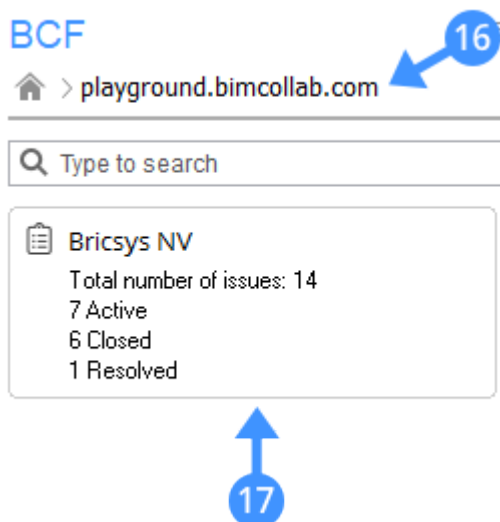 BCF
16
> playground.bimcollab.com
Type to search
Bricsys NV
Total number of issues: 14
7 Active
6 Closed
1 Resolved
17